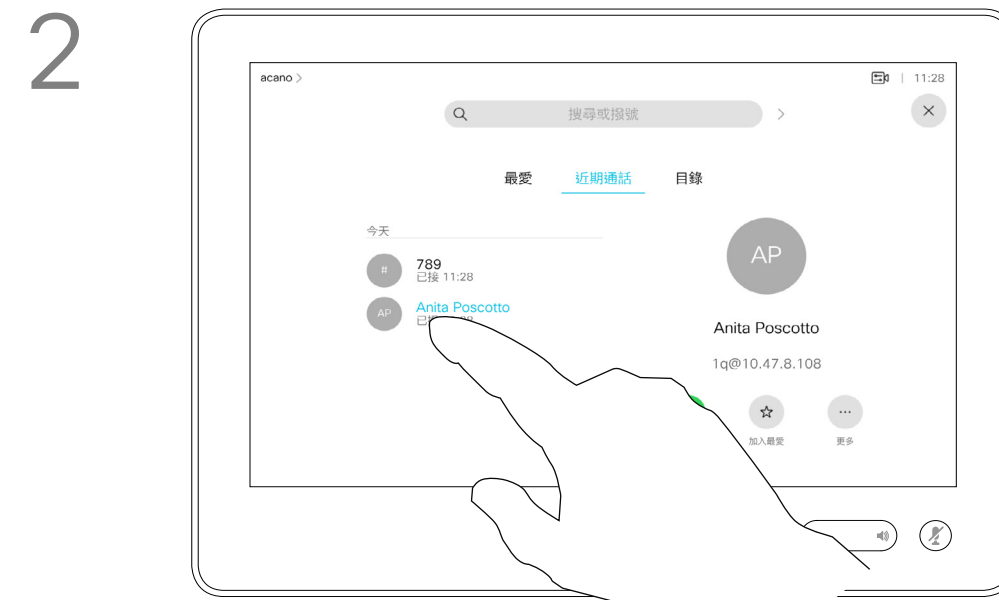 2
acano >
11:28
搜尋或撥號
最愛 近期通話 目錄
今天
#
789
已接 11:28
AP
Anita Poscotto
AP
Anita Poscotto
1q@10.47.8.108
加入最愛 更多